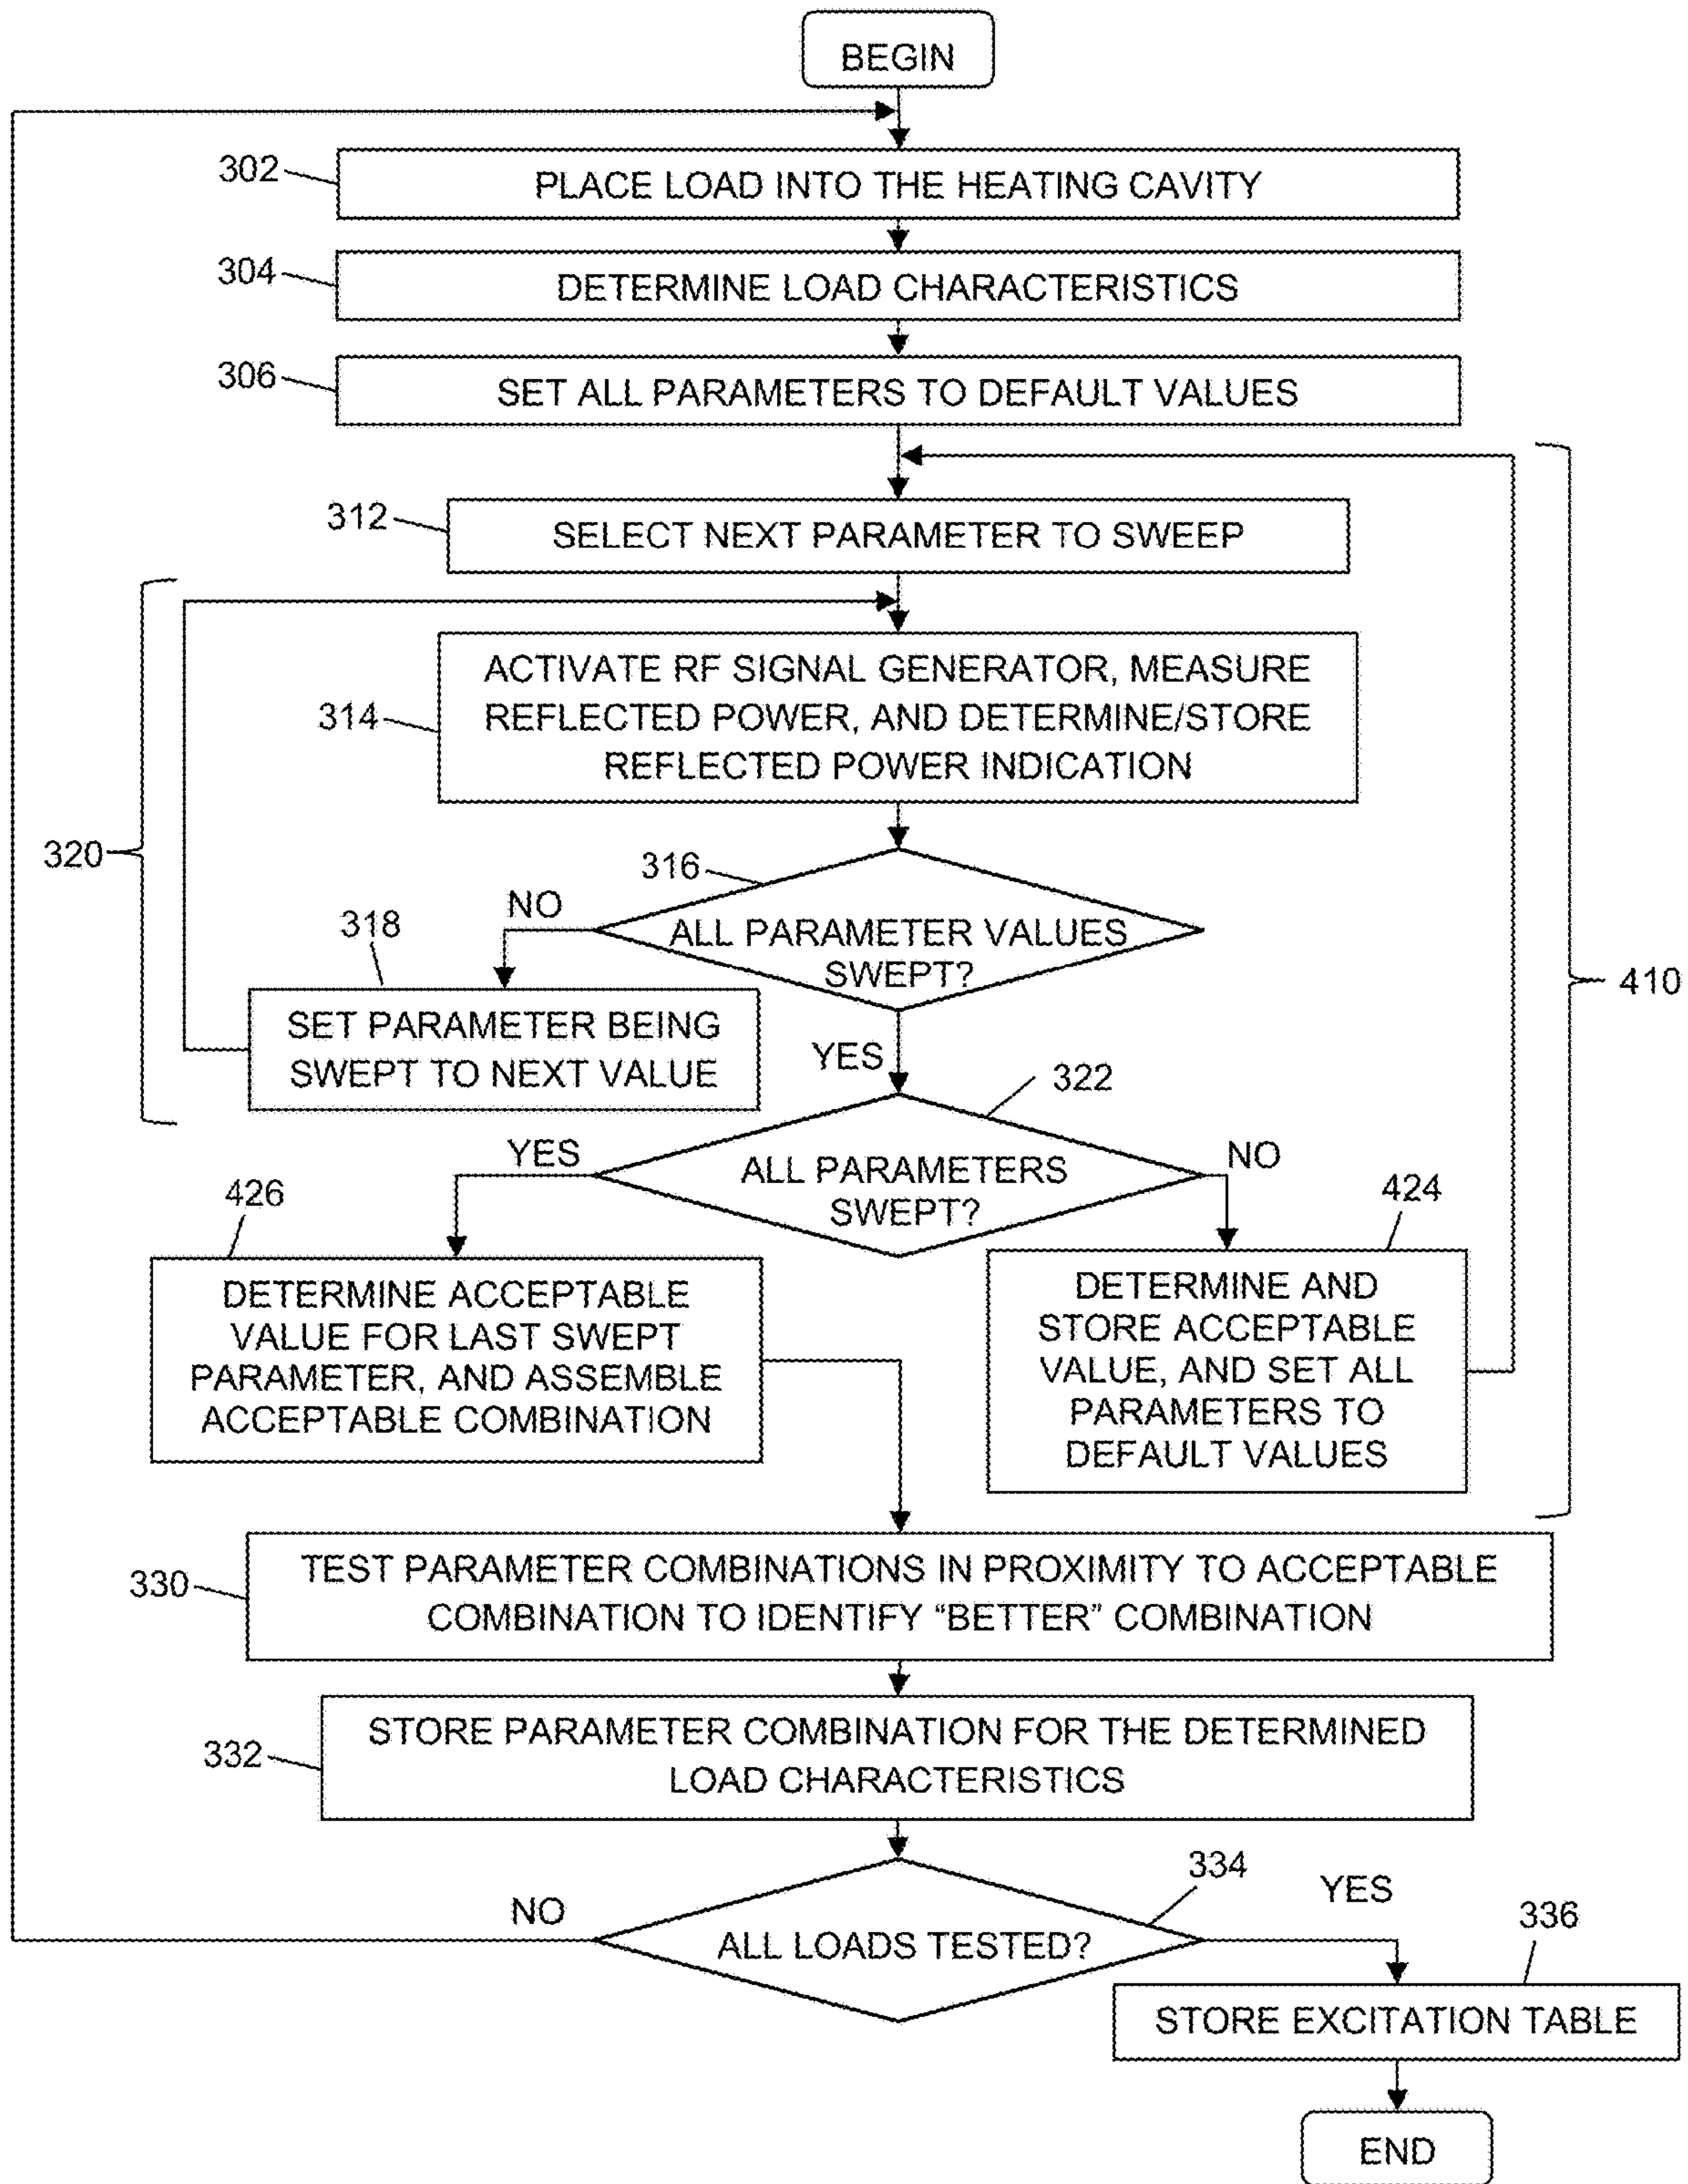 BEGIN
302
PLACE LOAD INTO THE HEATING CAVITY
304
DETERMINE LOAD CHARACTERISTICS
306
SET ALL PARAMETERS TO DEFAULT VALUES
312
SELECT NEXT PARAMETER TO SWEEP
314
ACTIVATE RF SIGNAL GENERATOR, MEASURE
REFLECTED POWER, AND DETERMINE/STORE
REFLECTED POWER INDICATION
320
316
NO
ALL PARAMETER VALUES
SWEPT?
318
SET PARAMETER BEING
SWEPT TO NEXT VALUE
410
YES
322
YES
ALL PARAMETERS
SWEPT?
NO
426
DETERMINE ACCEPTABLE
VALUE FOR LAST SWEPT
PARAMETER, AND ASSEMBLE
ACCEPTABLE COMBINATION
424
DETERMINE AND
STORE ACCEPTABLE
VALUE, AND SET ALL
PARAMETERS TO
DEFAULT VALUES
330
TEST PARAMETER COMBINATIONS IN PROXIMITY TO ACCEPTABLE
COMBINATION TO IDENTIFY “BETTER” COMBINATION
332
STORE PARAMETER COMBINATION FOR THE DETERMINED
LOAD CHARACTERISTICS
334
NO
ALL LOADS TESTED?
YES
336
STORE EXCITATION TABLE
END